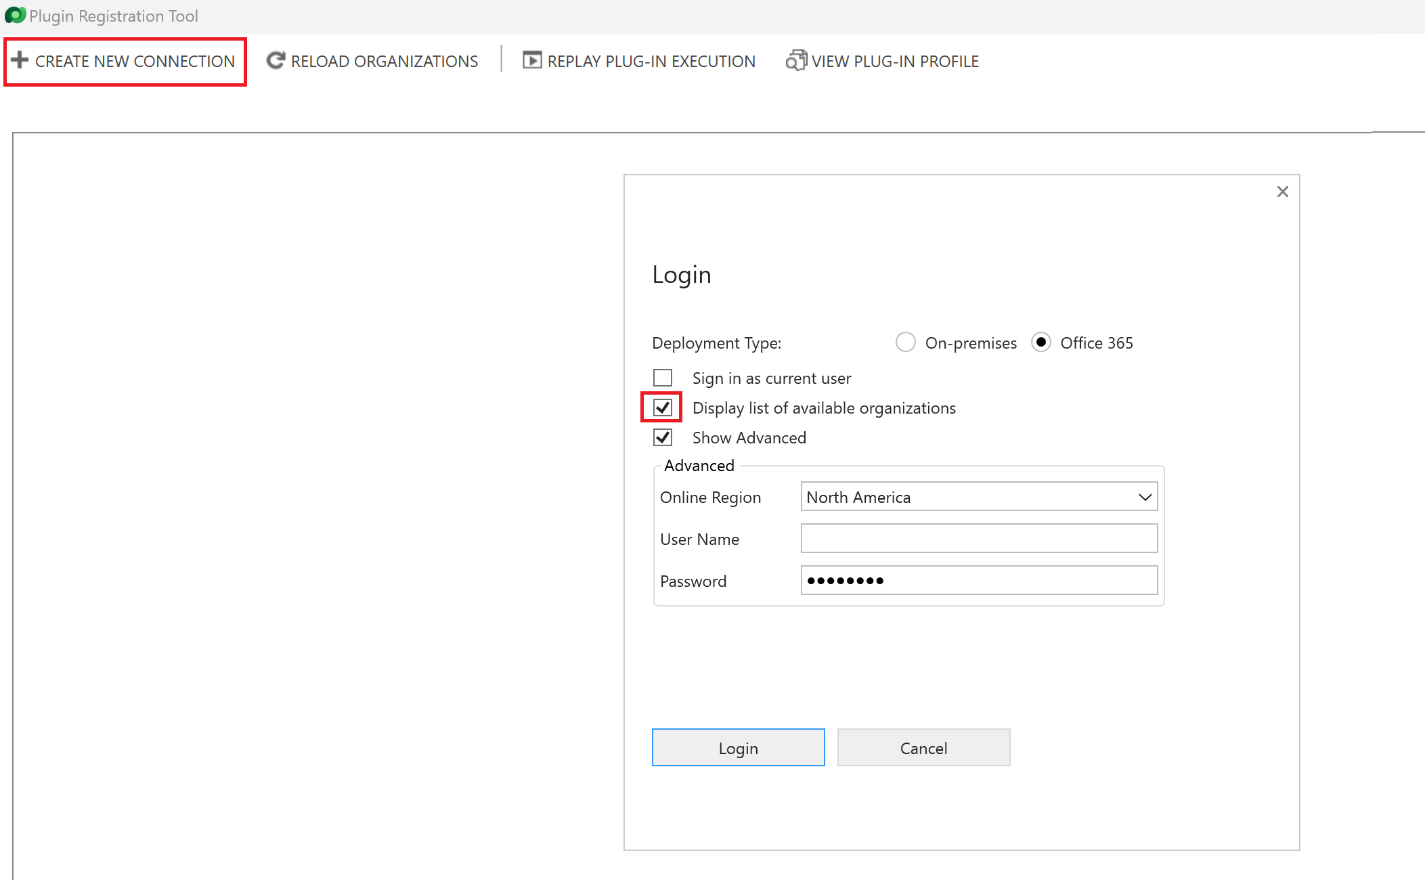 Plugin Registration Tool
CREATE NEW CONNECTION RELOAD ORGANIZATIONS REPLAY PLUG-IN EXECUTION VIEW PLUG-IN PROFILE
Login
Deployment Type: On-premises Office 365
Sign in as current user
Display list of available organizations
Show Advanced
Advanced
Online Region North America
User Name
Password ●●●●●●●●
Login Cancel